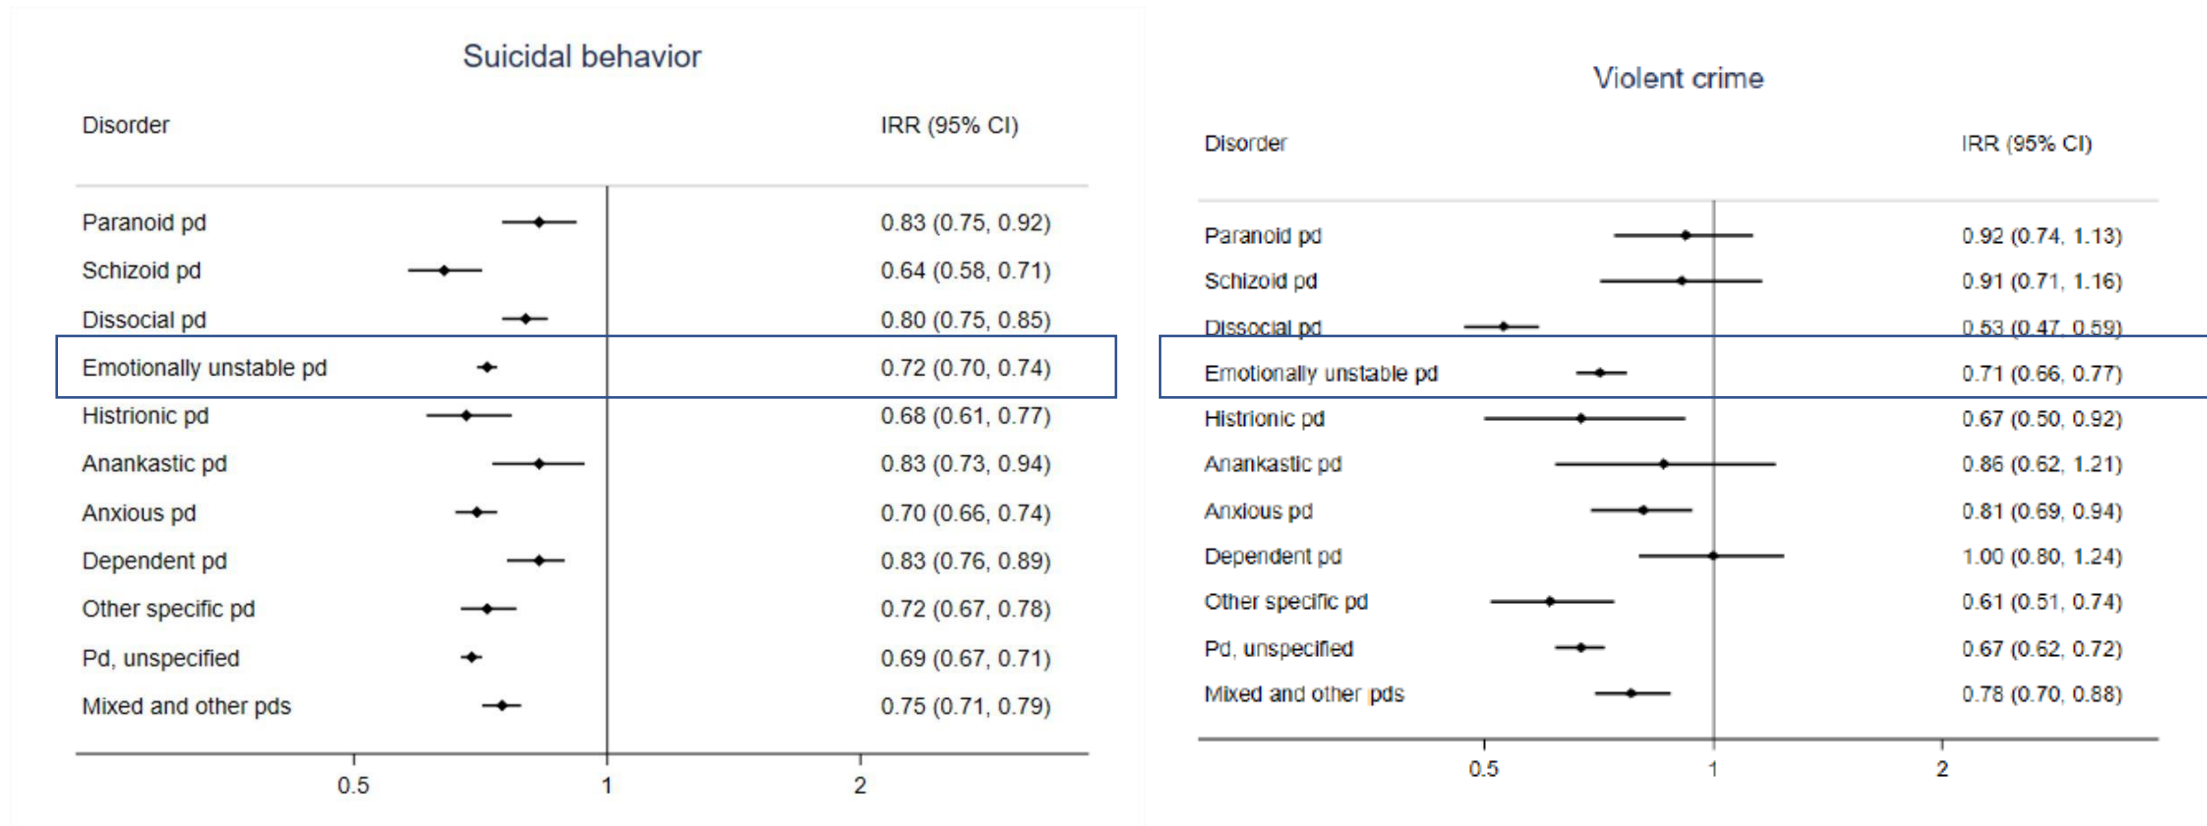 Suicidal behavior
Disorder IRR (95% CI)
Paranoid pd 0.83 (0.75, 0.92)
Schizoid pd 0.64 (0.58, 0.71)
Dissocial pd 0.80 (0.75, 0.85)
Emotionally unstable pd 0.72 (0.70, 0.74)
Histrionic pd 0.68 (0.61, 0.77)
Anankastic pd 0.83 (0.73, 0.94)
Anxious pd 0.70 (0.66, 0.74)
Dependent pd 0.83 (0.76, 0.89)
Other specific pd 0.72 (0.67, 0.78)
Pd, unspecified 0.69 (0.67, 0.71)
Mixed and other pds 0.75 (0.71, 0.79)
0.5 1 2
Violent crime
Disorder IRR (95% CI)
Paranoid pd 0.92 (0.74, 1.13)
Schizoid pd 0.91 (0.71, 1.16)
Dissocial pd 0.53 (0.47, 0.59)
Emotionally unstable pd 0.71 (0.66, 0.77)
Histrionic pd 0.67 (0.50, 0.92)
Anankastic pd 0.86 (0.62, 1.21)
Anxious pd 0.81 (0.69, 0.94)
Dependent pd 1.00 (0.80, 1.24)
Other specific pd 0.61 (0.51, 0.74)
Pd, unspecified 0.67 (0.62, 0.72)
Mixed and other pds 0.78 (0.70, 0.88)
0.5 1 2